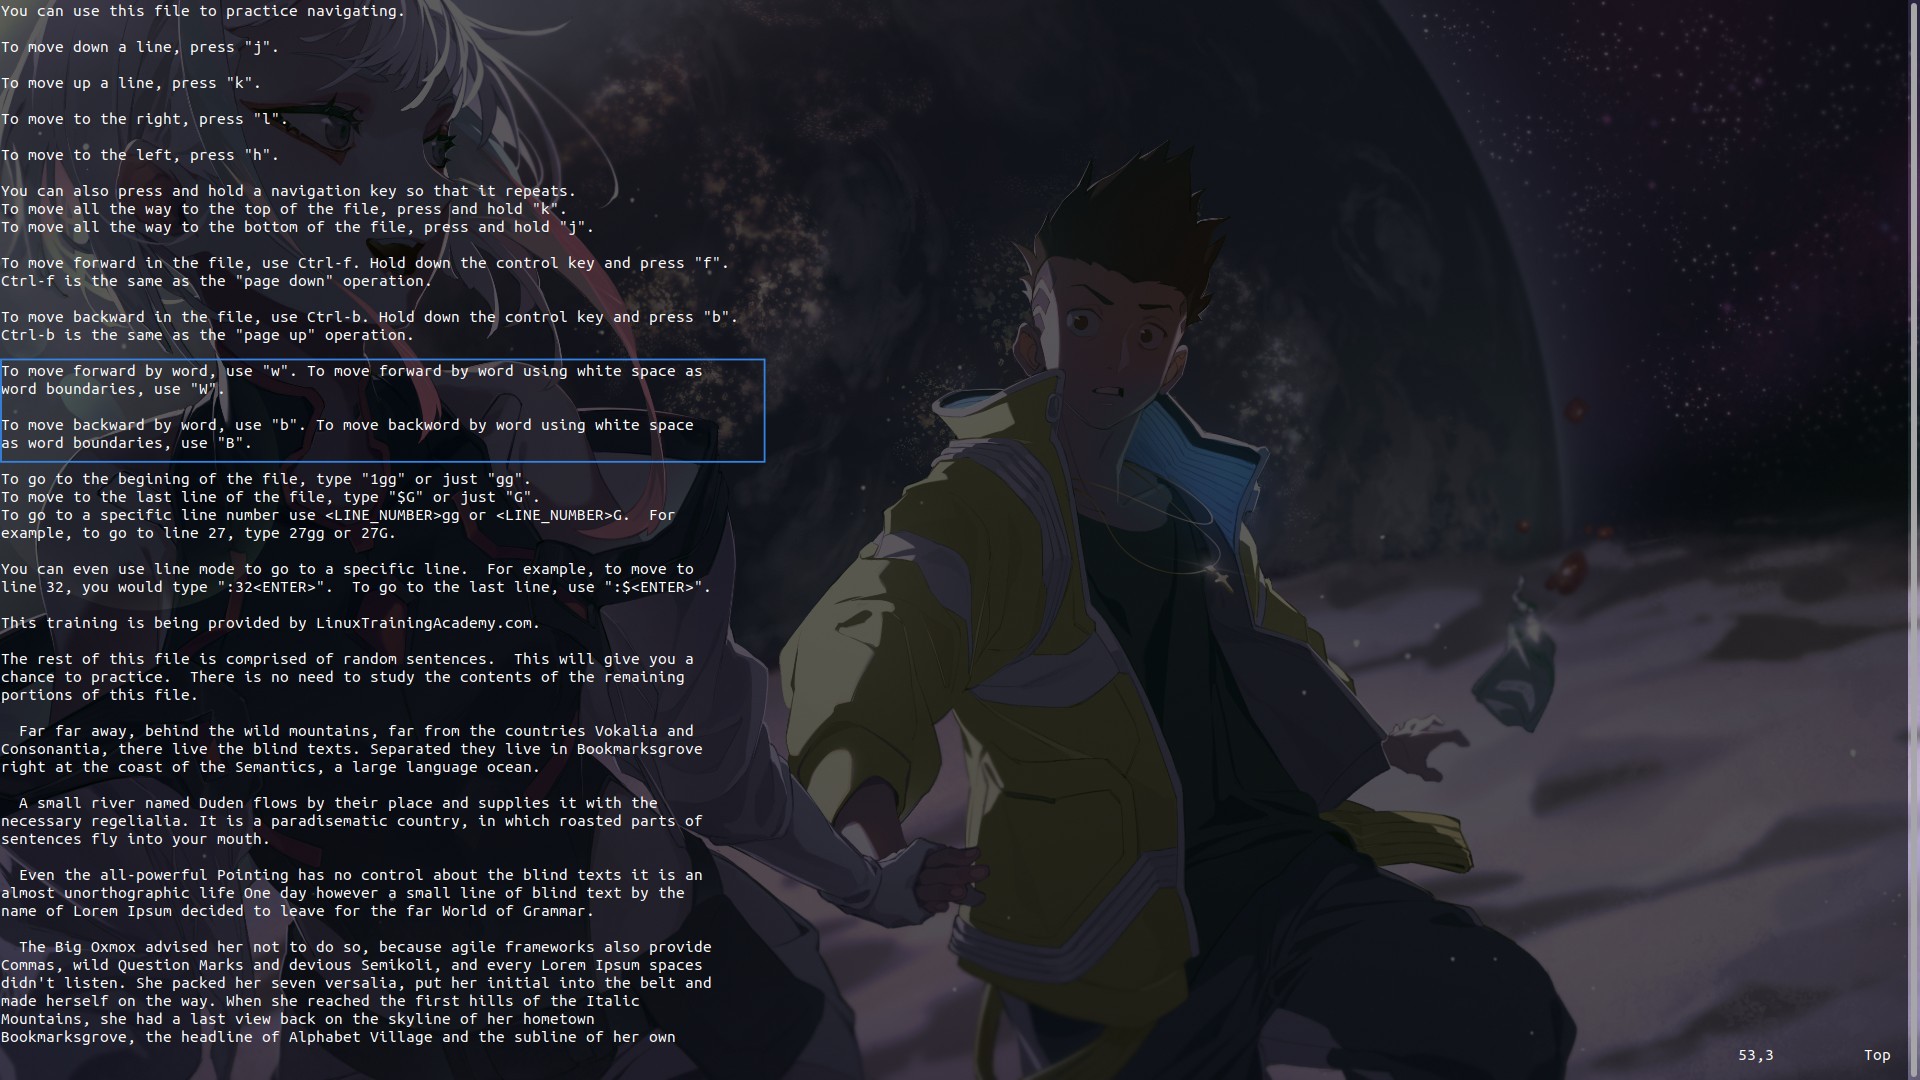 You can use this file to practice navigating.
To move down a line, press "j".
To move up a line, press "k".
To move to the right, press "l".
To move to the left, press "h".
You can also press and hold a navigation key so that it repeats.
To move all the way to the top of the file, press and hold "k".
To move all the way to the bottom of the file, press and hold "j".
To move forward in the file, use Ctrl-f. Hold down the control key and press "f".
Ctrl-f is the same as the "page down" operation.
To move backward in the file, use Ctrl-b. Hold down the control key and press "b".
Ctrl-b is the same as the "page up" operation.
To move forward by word, use "w". To move forward by word using white space as
word boundaries, use "W".
To move backward by word, use "b". To move backword by word using white space
as word boundaries, use "B".
To go to the begining of the file, type "1gg" or just "gg".
To move to the last line of the file, type "$G" or just "G".
To go to a specific line number use <LINE_NUMBER>gg or <LINE_NUMBER>G.  For
example, to go to line 27, type 27gg or 27G.
You can even use line mode to go to a specific line.  For example, to move to
line 32, you would type ":32<ENTER>".  To go to the last line, use ":$<ENTER>".
This training is being provided by LinuxTrainingAcademy.com.
The rest of this file is comprised of random sentences.  This will give you a
chance to practice.  There is no need to study the contents of the remaining
portions of this file.
  Far far away, behind the wild mountains, far from the countries Vokalia and
Consonantia, there live the blind texts. Separated they live in Bookmarksgrove
right at the coast of the Semantics, a large language ocean.
  A small river named Duden flows by their place and supplies it with the
necessary regelialia. It is a paradisematic country, in which roasted parts of
sentences fly into your mouth.
  Even the all-powerful Pointing has no control about the blind texts it is an
almost unorthographic life One day however a small line of blind text by the
name of Lorem Ipsum decided to leave for the far World of Grammar.
  The Big Oxmox advised her not to do so, because agile frameworks also provide
Commas, wild Question Marks and devious Semikoli, and every Lorem Ipsum spaces
didn't listen. She packed her seven versalia, put her initial into the belt and
made herself on the way. When she reached the first hills of the Italic
Mountains, she had a last view back on the skyline of her hometown
Bookmarksgrove, the headline of Alphabet Village and the subline of her own
53,3 Top